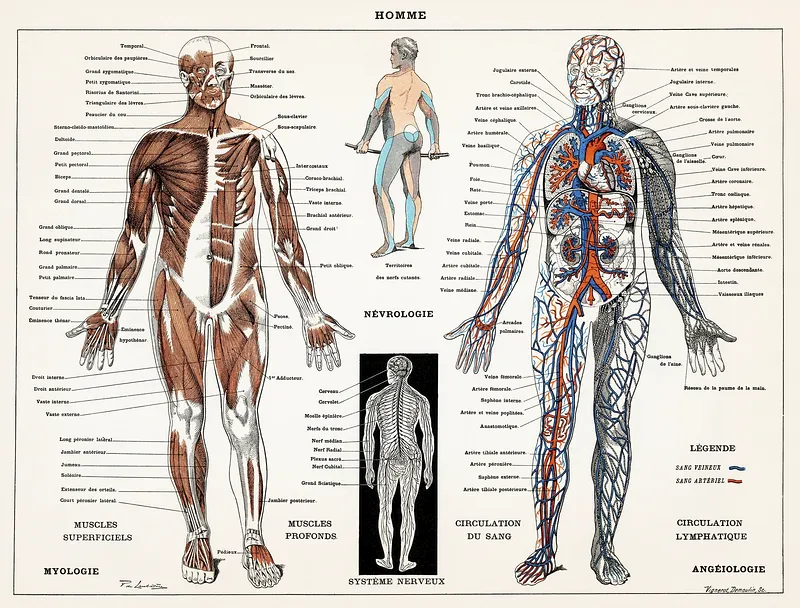 HOMME
Temporal.
Orbiculaire des paupières.
Grand zygomatique
Petit zygomatique
Risorius de Santorini.
Triangulaire des lèvres.
Peaucier du cou
Sterno-cleido-mastoïdien.
Deltoïde.
Grand pectoral
Petit pectoral
Biceps
Grand dentelé
Grand dorsal
Grand oblique
Long supinateur
Rond pronateur
Grand palmaire
Petit palmaire
Tenseur du fascia lata
Couturier
Éminence thénar.
Éminence
hypothénar.
Droit interne
Droit antérieur
Vaste interne
Vaste externe
Long péronier latéral
Jambier antérieur
Jumeau
Soléaire
Extenseur des orteils.
Court péronier latéral
Frontal.
Sourcilier
Transverse du nez.
Masséter.
Orbiculaire des lèvres.
Sous-clavier
Sous-scapulaire.
Intercostaux
Coraco-brachial.
Triceps brachial.
Vaste interne
Brachial antérieur.
Grand droit
Petit oblique.
Psoas.
Pectiné.
1er Adducteur.
Jambier postérieur.
Pédieux.
MUSCLES
SUPERFICIELS
MUSCLES
PROFONDS
MYOLOGIE
Territoires
des nerfs cutanés.
NÉVROLOGIE
Cerveau
Cervelet
Moelle épinière
Nerfs du tronc
Nerf médian
Nerf Radial
Plexus sacré
Nerf Cubital
Grand Sciatique
SYSTÈME NERVEUX
Jugulaire externe
Carotide.
Tronc brachio-céphalique
Artère et veine axillaires
Veine céphalique.
Artère humérale.
Veine basilique
Poumon.
Foie
Rate
Veine porte
Estomac
Rein
Veine radiale.
Veine cubitale.
Artère cubitale
Artère radiale
Veine médiane.
Arcades
palmaires.
Veine fémorale
Artère fémorale.
Saphène interne
Artère et veine poplitées.
Anastomotique.
Artère tibiale antérieure.
Artère péronière.
Saphène externe.
Artère tibiale postérieure
Artère et veine temporales
Jugulaire interne.
Veine Cave supérieure.
Ganglions
cervicaux.
Artère sous-clavière gauche.
Crosse de l'aorte.
Artère pulmonaire
Veine pulmonaire
Ganglions
de l'aisselle.
Cœur.
Veine Cave inférieure.
Artère coronaire.
Tronc cœliaque.
Artère hépatique.
Artère splénique.
Mésentérique supérieure.
Artère et veine rénales.
Mésentérique inférieure.
Aorte descendante.
Intestin.
Vaisseaux iliaques
Ganglions
de l'aine.
Réseau de la paume de la main.
LÉGENDE
SANG VEINEUX
SANG ARTÉRIEL
CIRCULATION
DU SANG
CIRCULATION
LYMPHATIQUE
ANGÉIOLOGIE